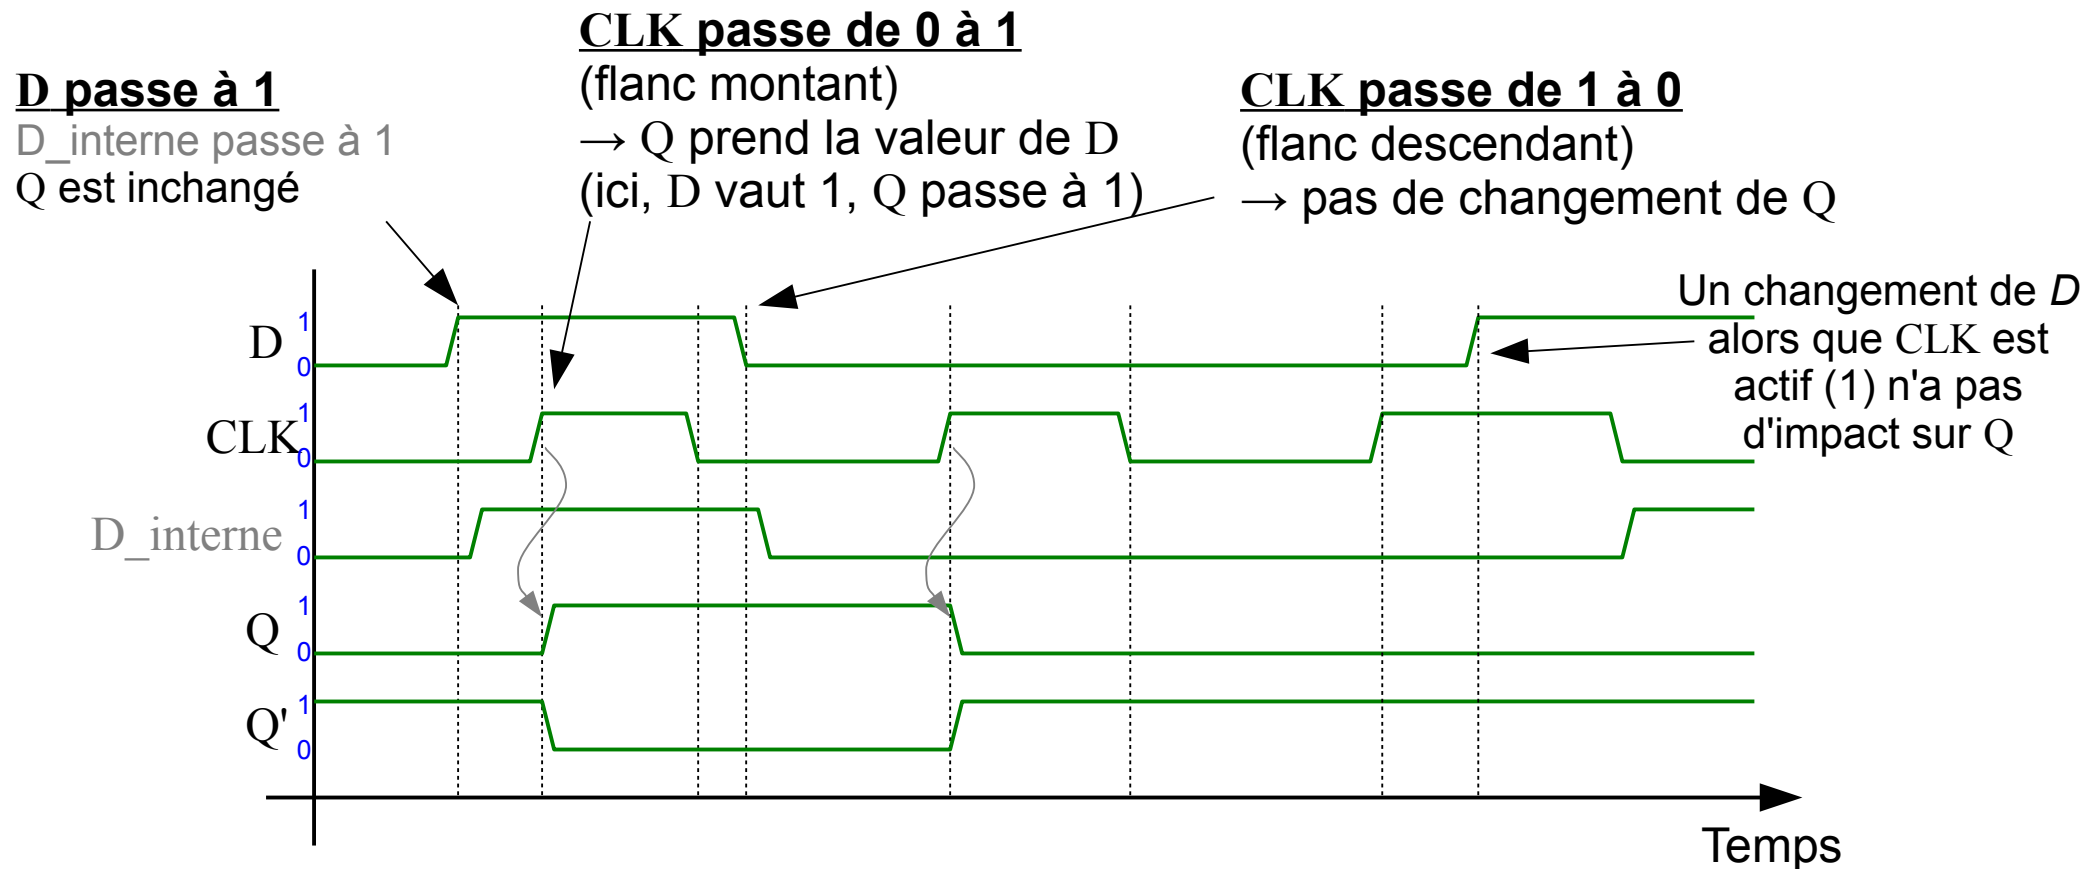 CLK passe de 0 à 1
(flanc montant)
→ Q prend la valeur de D
(ici, D vaut 1, Q passe à 1)
D passe à 1
D_interne passe à 1
Q est inchangé
CLK passe de 1 à 0
(flanc descendant)
→ pas de changement de Q
Un changement de D
alors que CLK est
actif (1) n'a pas
d'impact sur Q
1
D
0
1
CLK
0
1
D_interne
0
1
Q
0
1
Q'
0
Temps